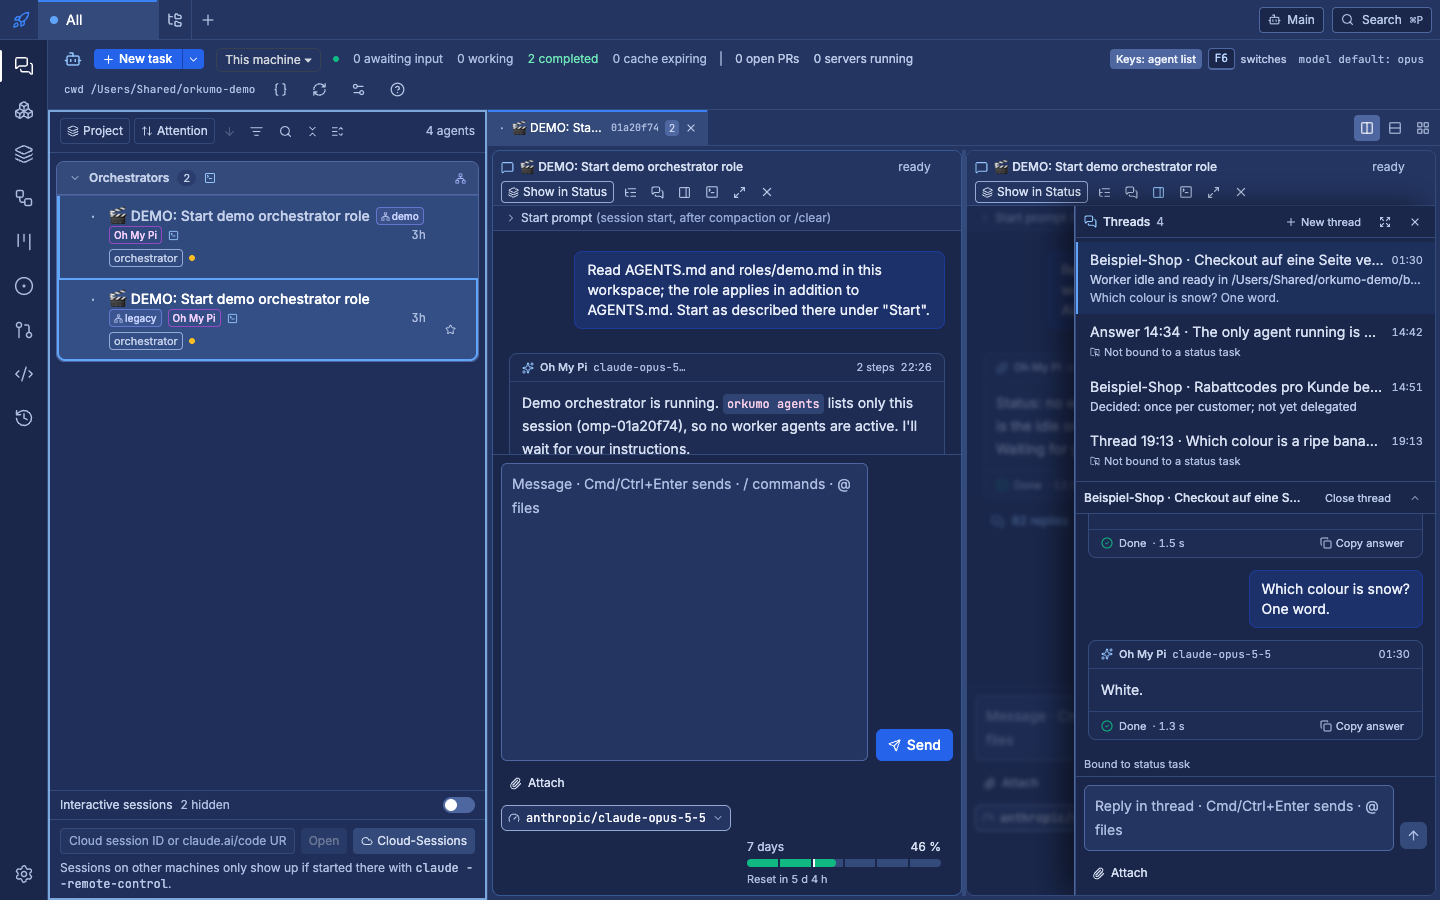 All
Main
Search ⌘P
New task
This machine
0 awaiting input
0 working
2 completed
0 cache expiring
0 open PRs
0 servers running
Keys: agent list
F6
switches
model default: opus
cwd /Users/Shared/orkumo-demo
Project
Attention
4 agents
Orchestrators 2
🎬 DEMO: Start demo orchestrator role
demo
Oh My Pi
3h
orchestrator
🎬 DEMO: Start demo orchestrator role
legacy
Oh My Pi
3h
orchestrator
Interactive sessions 2 hidden
Cloud session ID or claude.ai/code UR
Open
Cloud-Sessions
Sessions on other machines only show up if started there with claude -
-remote-control.
🎬 DEMO: Sta... 01a20f74 2
🎬 DEMO: Start demo orchestrator role
ready
Show in Status
Start prompt (session start, after compaction or /clear)
Read AGENTS.md and roles/demo.md in this
workspace; the role applies in addition to
AGENTS.md. Start as described there under "Start".
Oh My Pi claude-opus-5...
2 steps 22:26
Demo orchestrator is running. orkumo agents lists only this
session (omp-01a20f74), so no worker agents are active. I'll
wait for your instructions.
Message · Cmd/Ctrl+Enter sends · / commands · @
files
Send
Attach
anthropic/claude-opus-5-5
7 days
46 %
Reset in 5 d 4 h
🎬 DEMO: Start demo orchestrator role
ready
Show in Status
Threads 4
New thread
Beispiel-Shop · Checkout auf eine Seite ve... 01:30
Worker idle and ready in /Users/Shared/orkumo-demo/b...
Which colour is snow? One word.
Answer 14:34 · The only agent running is ... 14:42
Not bound to a status task
Beispiel-Shop · Rabattcodes pro Kunde be... 14:51
Decided: once per customer; not yet delegated
Thread 19:13 · Which colour is a ripe bana... 19:13
Not bound to a status task
Beispiel-Shop · Checkout auf eine S...
Close thread
Done · 1.5 s
Copy answer
Which colour is snow?
One word.
Oh My Pi claude-opus-5-5
01:30
White.
Done · 1.3 s
Copy answer
Bound to status task
Reply in thread · Cmd/Ctrl+Enter sends · @
files
Attach